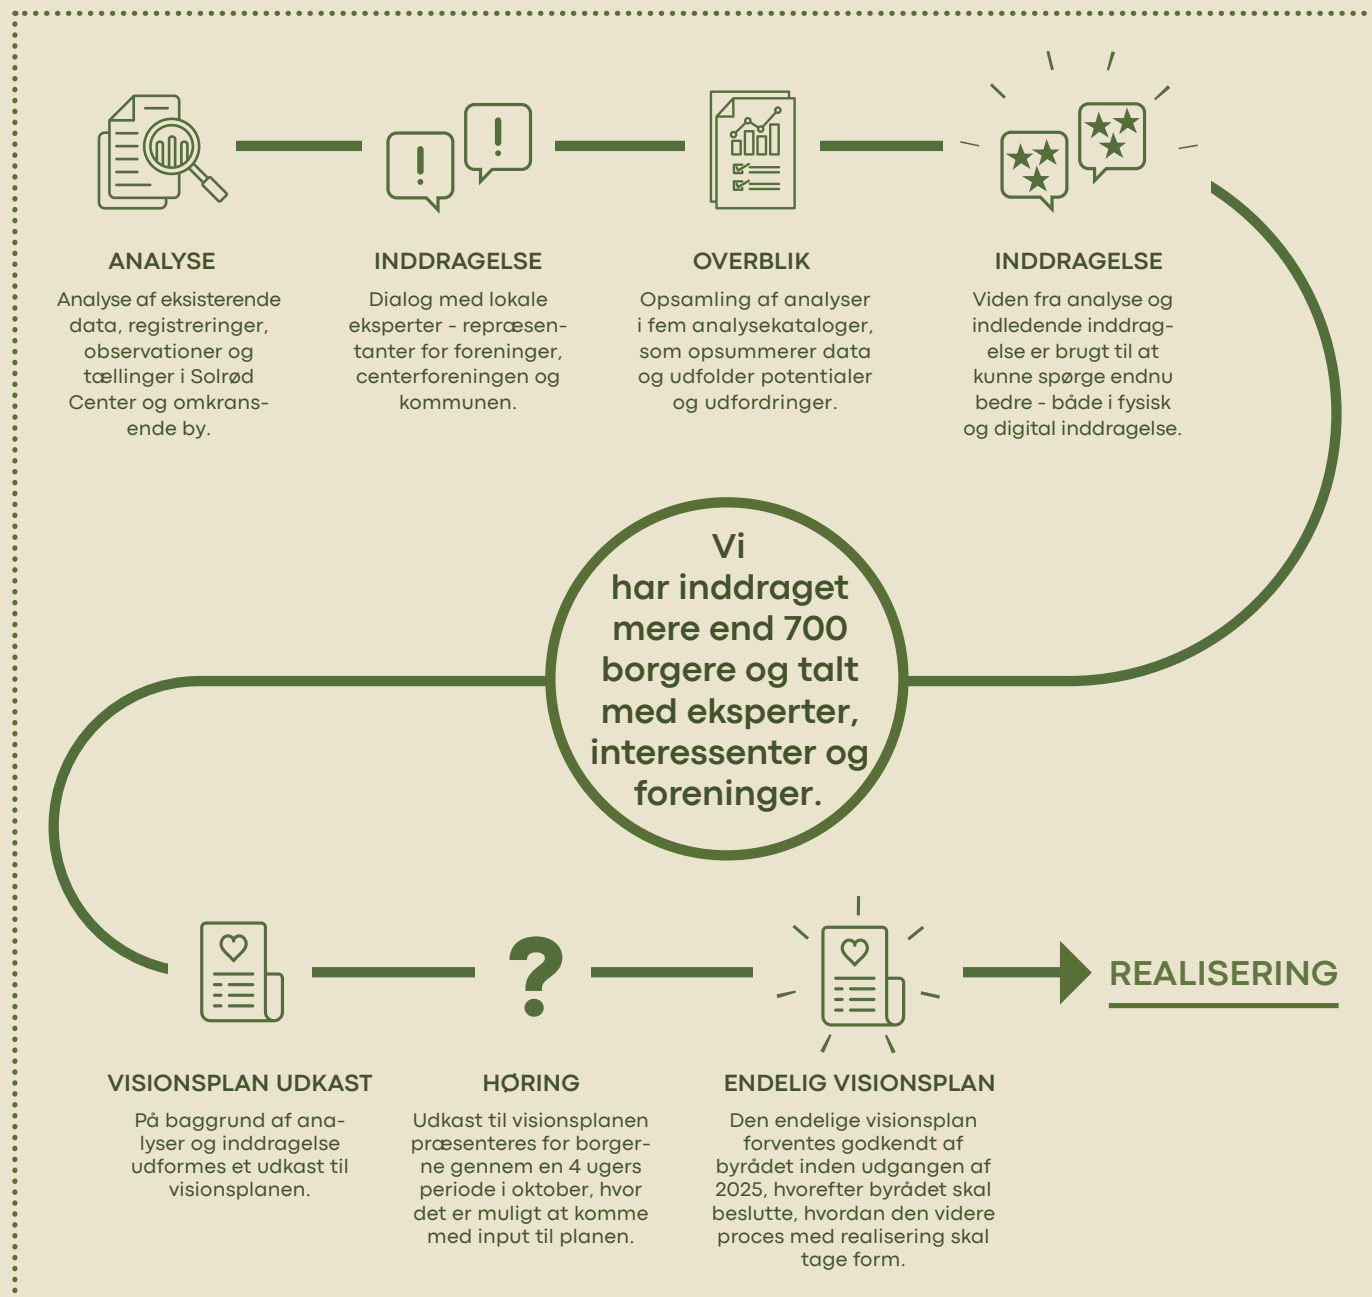 ANALYSE
Analyse af eksisterende
data, registreringer,
observationer og
tællinger i Solrød
Center og omkrans-
ende by.
INDDRAGELSE
Dialog med lokale
eksperter - repræsen-
tanter for foreninger,
centerforeningen og
kommunen.
OVERBLIK
Opsamling af analyser
i fem analysekataloger,
som opsummerer data
og udfolder potentialer
og udfordringer.
INDDRAGELSE
Viden fra analyse og
indledende inddrag-
else er brugt til at
kunne spørge endnu
bedre - både i fysisk
og digital inddragelse.
Vi
har inddraget
mere end 700
borgere og talt
med eksperter,
interessenter og
foreninger.
VISIONSPLAN UDKAST
På baggrund af ana-
lyser og inddragelse
udformes et udkast til
visionsplanen.
HØRING
Udkast til visionsplanen
præsenteres for borger-
ne gennem en 4 ugers
periode i oktober, hvor
det er muligt at komme
med input til planen.
ENDELIG VISIONSPLAN
Den endelige visionsplan
forventes godkendt af
byrådet inden udgangen af
2025, hvorefter byrådet skal
beslutte, hvordan den videre
proces med realisering skal
tage form.
REALISERING